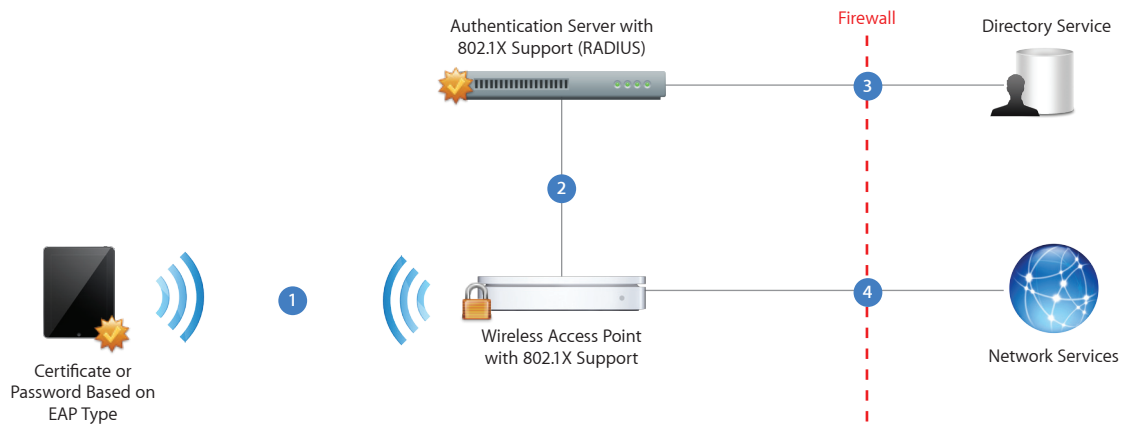 Authentication Server with
802.1X Support (RADIUS)
Firewall
Directory Service
3
2
1
4
Wireless Access Point
with 802.1X Support
Network Services
Certificate or
Password Based on
EAP Type